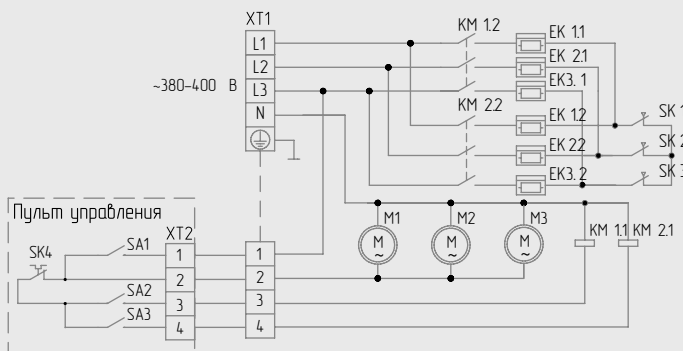 XT1
L1
L2
L3
N
~380-400 В
KM 1.2
EK 1.1
EK 2.1
EK3. 1
KM 2.2
EK 1.2
EK 22
EK3. 2
SK 1
SK 2
SK 3
Пульт управления
XT2
SK4
SA1
SA2
SA3
1
2
3
4
1
2
3
4
M1
M2
M3
M
~
M
~
M
~
KM 1.1
KM 2.1